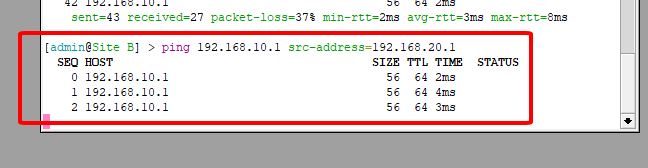 42 192.168.10.1 56 64 2ms
sent=43 received=27 packet-loss=37% min-rtt=2ms avg-rtt=3ms max-rtt=8ms
[admin@Site B] > ping 192.168.10.1 src-address=192.168.20.1
SEQ HOST SIZE TTL TIME STATUS
0 192.168.10.1 56 64 2ms
1 192.168.10.1 56 64 4ms
2 192.168.10.1 56 64 3ms